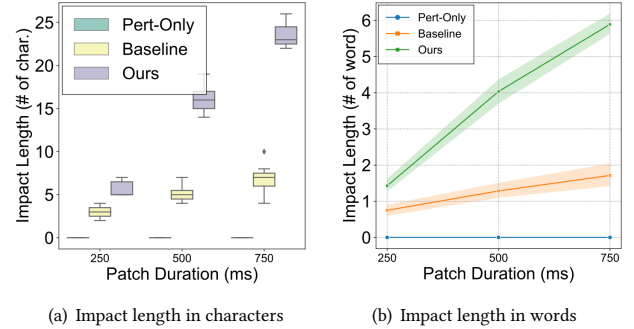 Impact Length (# of char.)
25
20
15
10
5
0
Pert-Only
Baseline
Ours
250
500
750
Patch Duration (ms)
(a) Impact length in characters
Impact Length (# of word)
6
5
4
3
2
1
0
Pert-Only
Baseline
Ours
250
500
750
Patch Duration (ms)
(b) Impact length in words